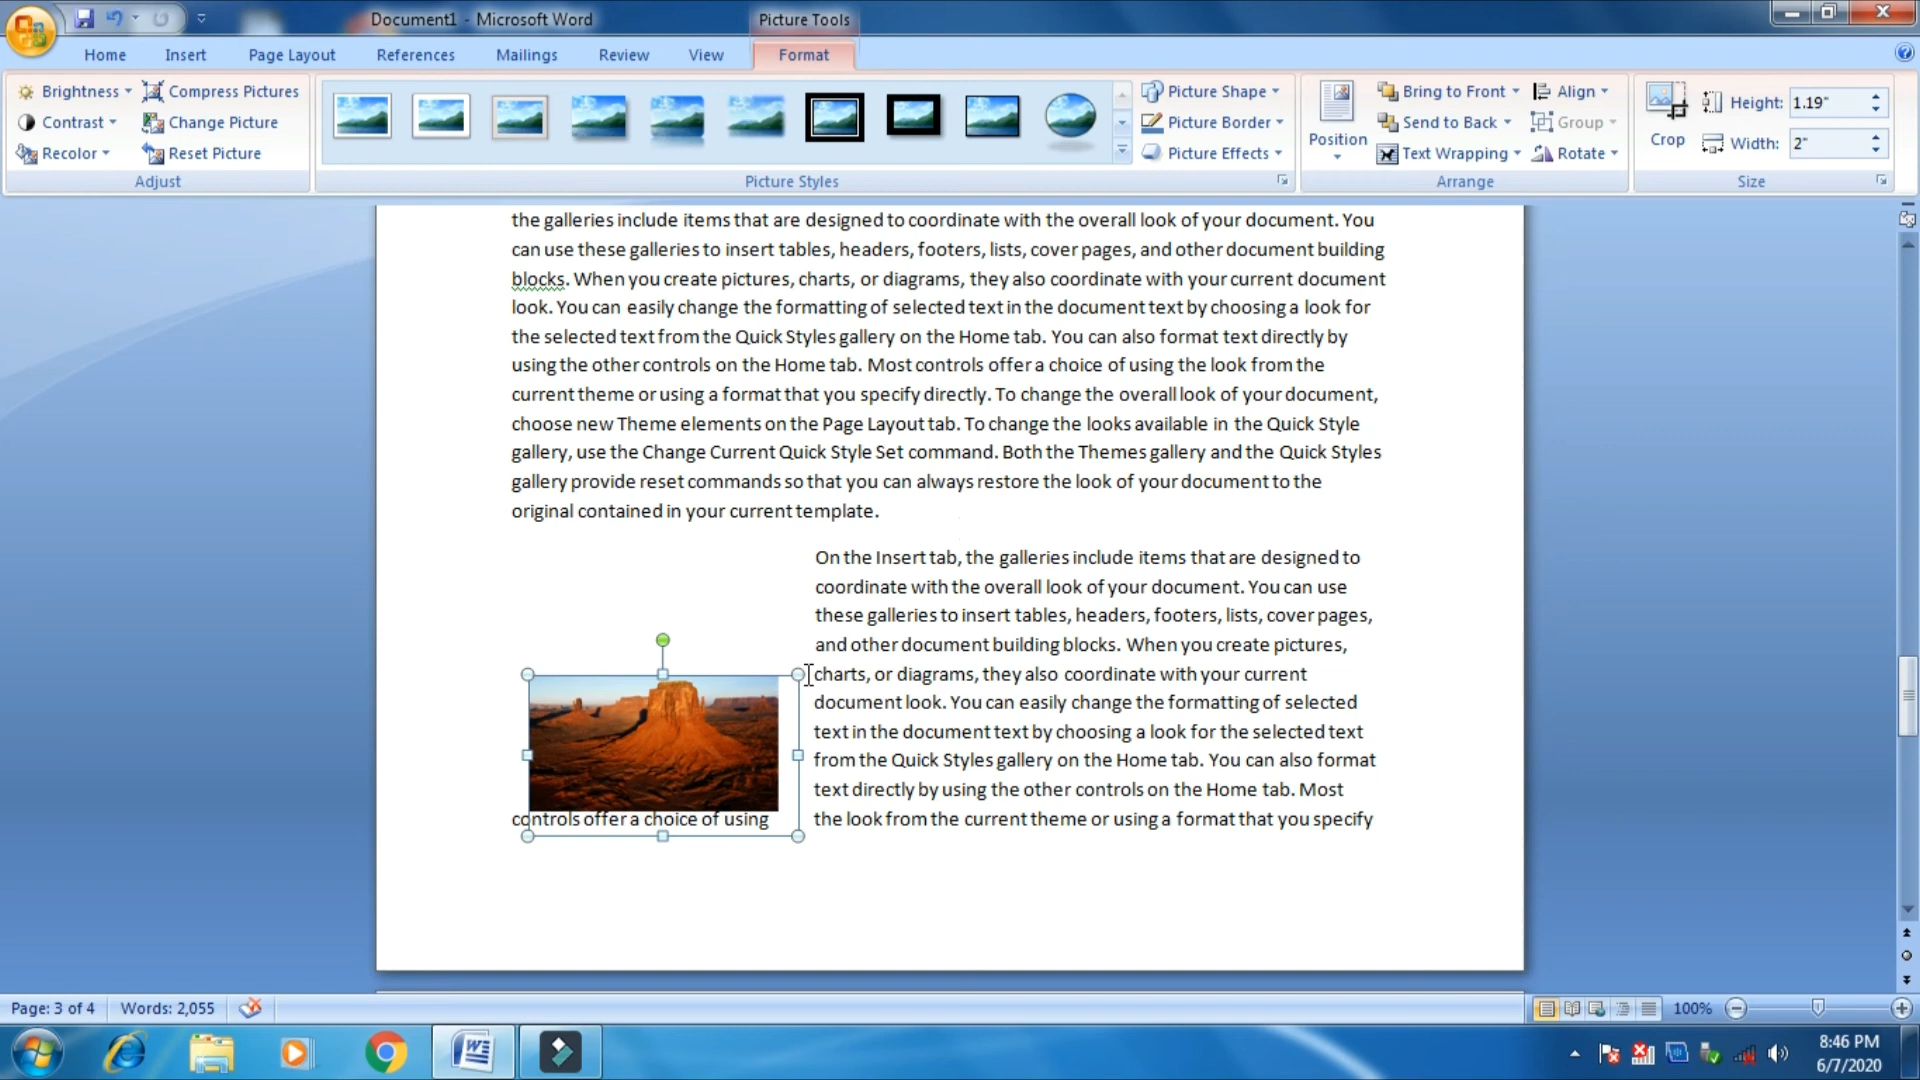 Document1 - Microsoft Word
Picture Tools
Home Insert Page Layout References Mailings Review View Format
Brightness Compress Pictures
Contrast Change Picture
Recolor Reset Picture
Adjust
Picture Shape
Picture Border
Picture Effects
Picture Styles
Position
Bring to Front Align
Send to Back Group
Text Wrapping Rotate
Arrange
Crop
Height: 1.19"
Width: 2"
Size
the galleries include items that are designed to coordinate with the overall look of your document. You
can use these galleries to insert tables, headers, footers, lists, cover pages, and other document building
blocks. When you create pictures, charts, or diagrams, they also coordinate with your current document
look. You can easily change the formatting of selected text in the document text by choosing a look for
the selected text from the Quick Styles gallery on the Home tab. You can also format text directly by
using the other controls on the Home tab. Most controls offer a choice of using the look from the
current theme or using a format that you specify directly. To change the overall look of your document,
choose new Theme elements on the Page Layout tab. To change the looks available in the Quick Style
gallery, use the Change Current Quick Style Set command. Both the Themes gallery and the Quick Styles
gallery provide reset commands so that you can always restore the look of your document to the
original contained in your current template.
On the Insert tab, the galleries include items that are designed to
coordinate with the overall look of your document. You can use
these galleries to insert tables, headers, footers, lists, cover pages,
and other document building blocks. When you create pictures,
charts, or diagrams, they also coordinate with your current
document look. You can easily change the formatting of selected
text in the document text by choosing a look for the selected text
from the Quick Styles gallery on the Home tab. You can also format
text directly by using the other controls on the Home tab. Most
controls offer a choice of using the look from the current theme or using a format that you specify
Page: 3 of 4 Words: 2,055 100%
8:46 PM
6/7/2020